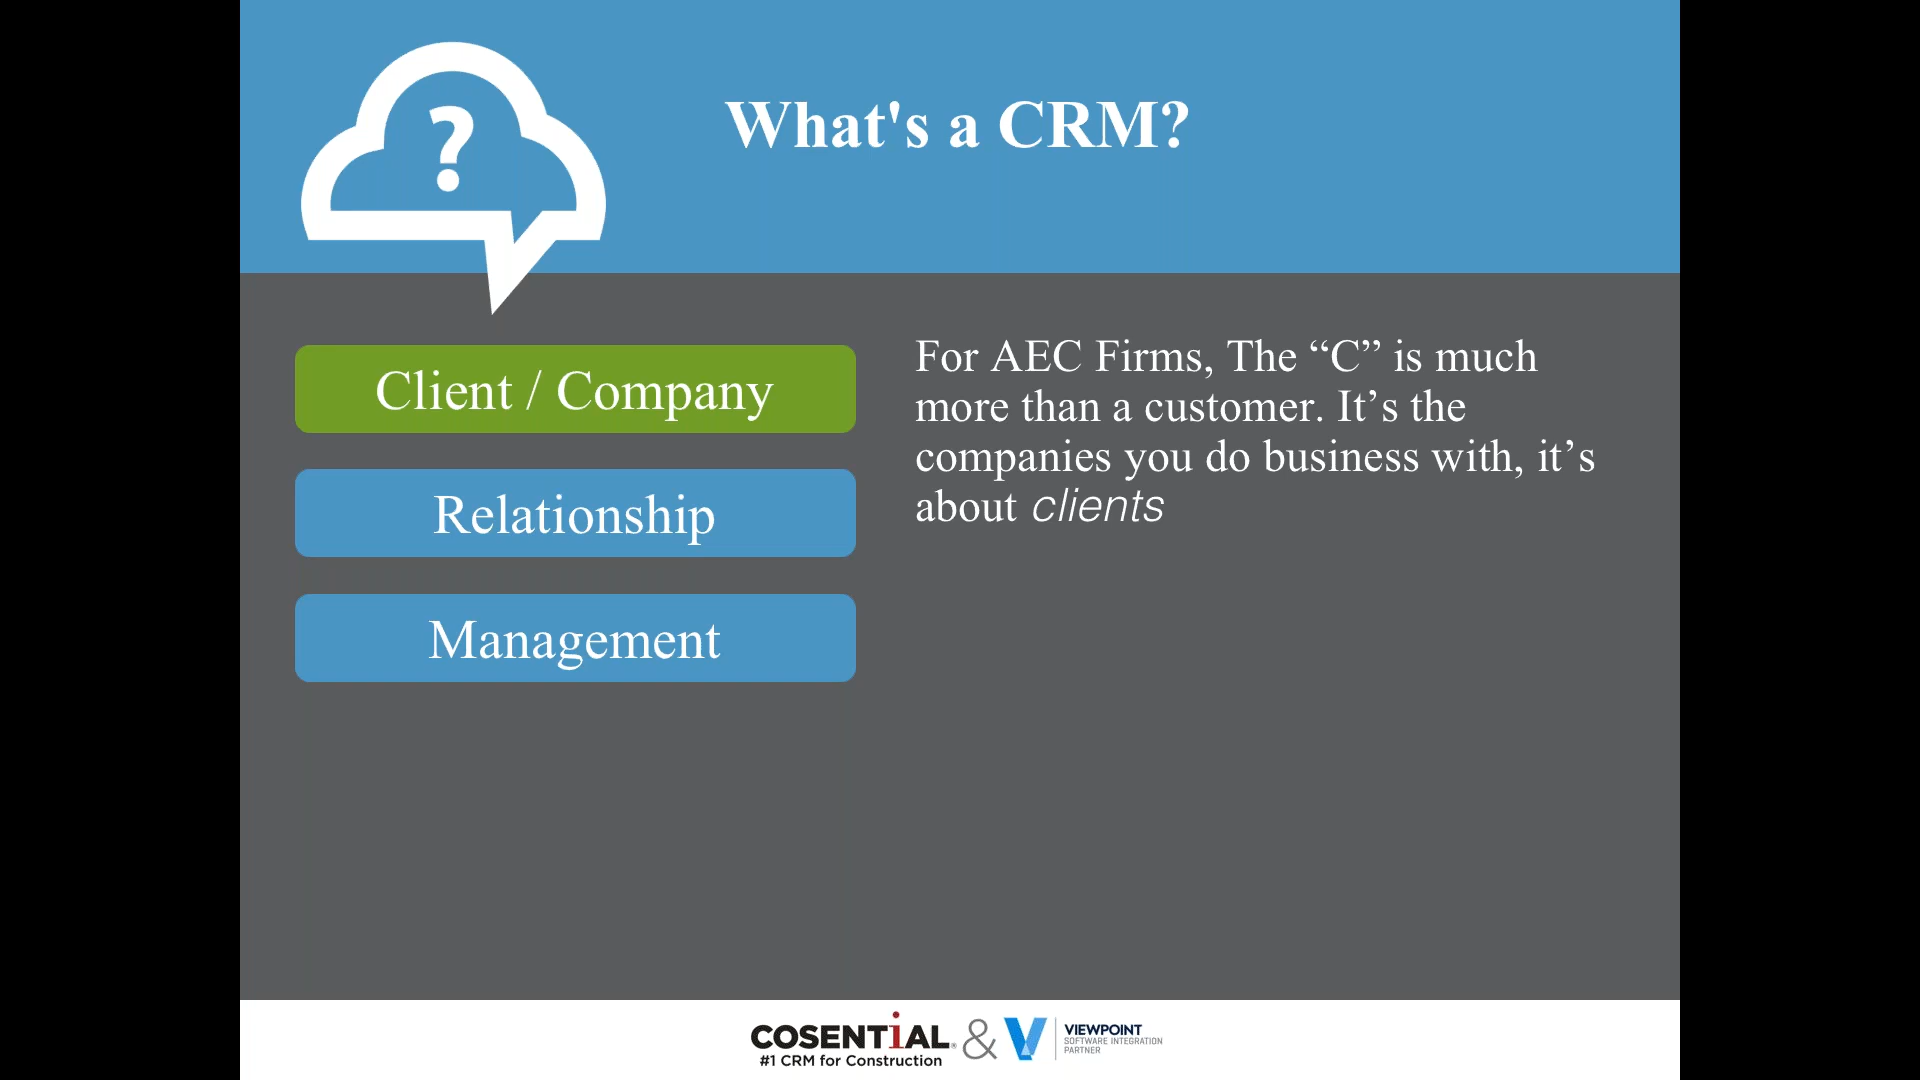 ?
What's a CRM?
Client / Company
Relationship
Management
For AEC Firms, The “C” is much
more than a customer. It’s the
companies you do business with, it’s
about clients
COSENTiAL®
#1 CRM for Construction
&
V
VIEWPOINT
SOFTWARE INTEGRATION
PARTNER